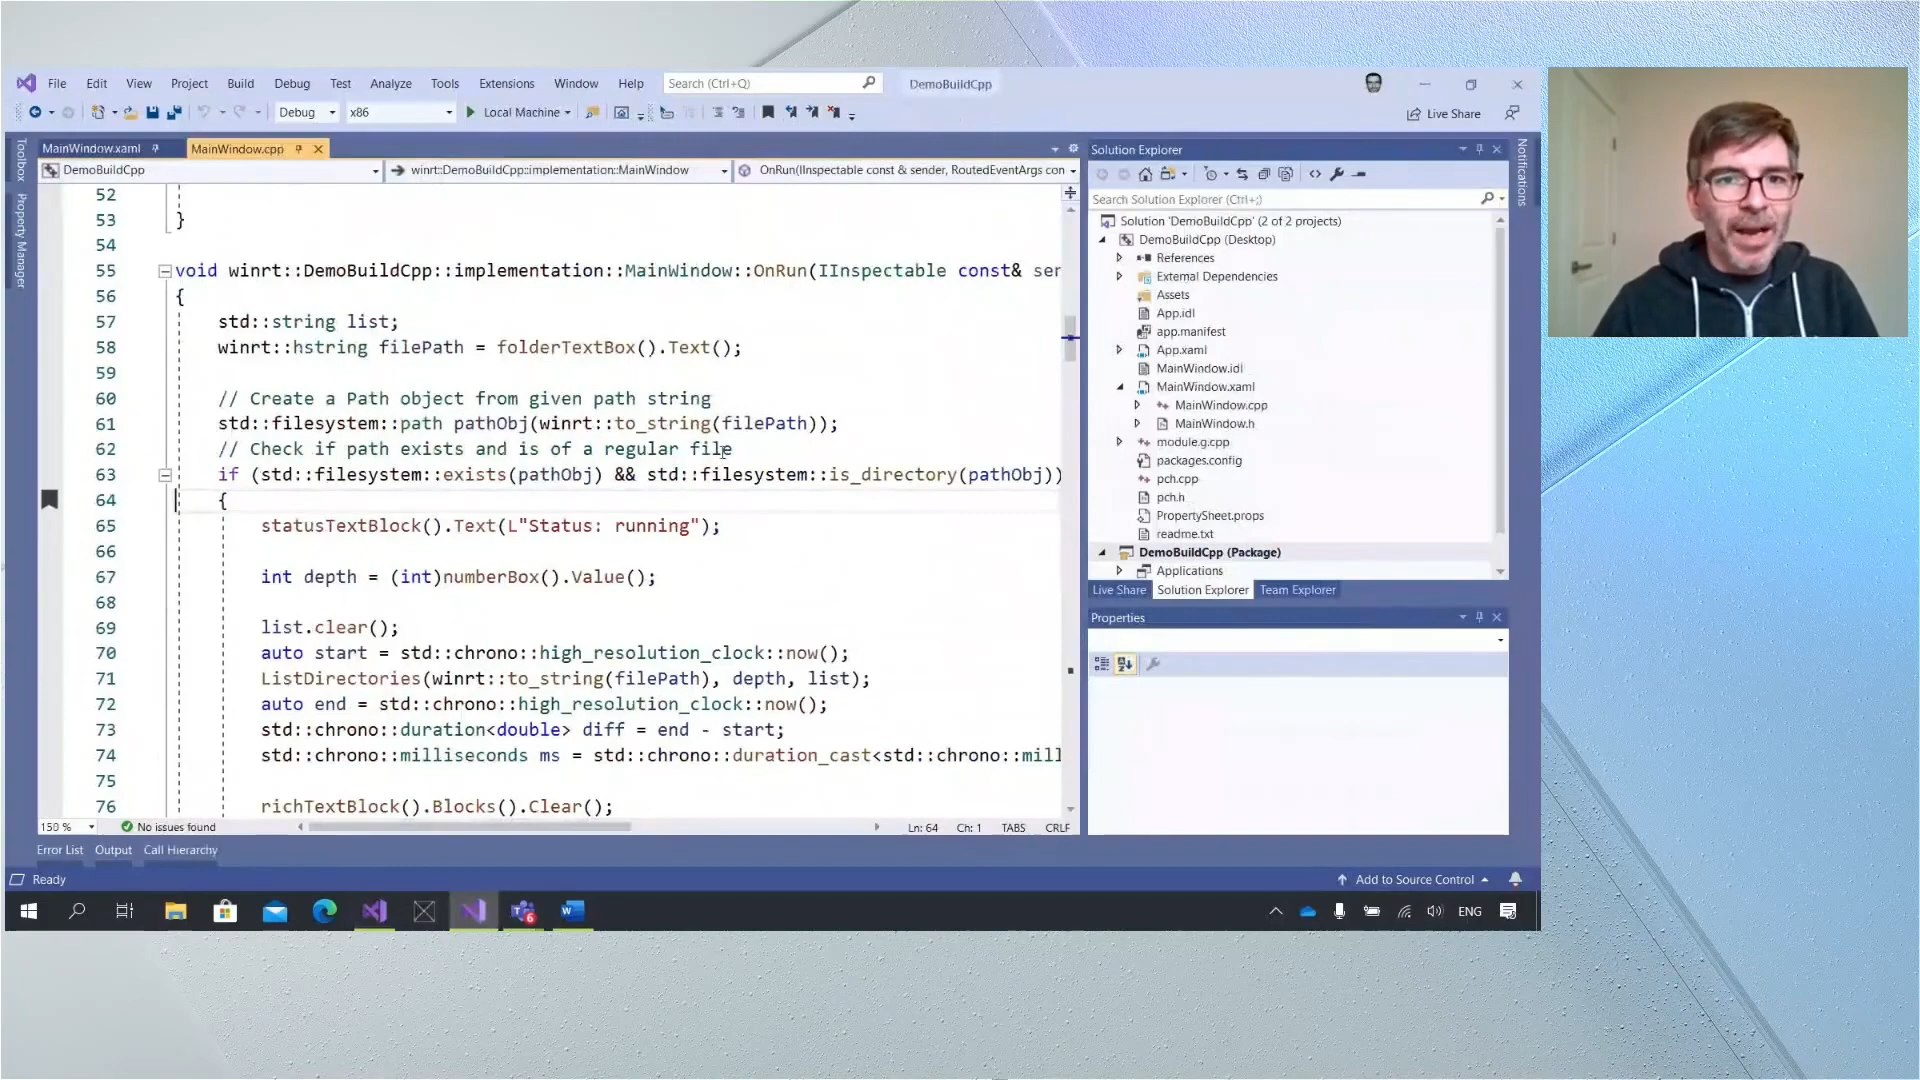 File Edit View Project Build Debug Test Analyze Tools Extensions Window Help Search (Ctrl+Q) DemoBuildCpp
Debug x86 Local Machine Live Share
Toolbox
Property Manager
MainWindow.xaml MainWindow.cpp
DemoBuildCpp winrt::DemoBuildCpp::implementation::MainWindow OnRun(IInspectable const & sender, RoutedEventArgs con
52
53 }
54
55 void winrt::DemoBuildCpp::implementation::MainWindow::OnRun(IInspectable const& sen
56 {
57 std::string list;
58 winrt::hstring filePath = folderTextBox().Text();
59
60 // Create a Path object from given path string
61 std::filesystem::path pathObj(winrt::to_string(filePath));
62 // Check if path exists and is of a regular file
63 if (std::filesystem::exists(pathObj) && std::filesystem::is_directory(pathObj))
64 {
65 statusTextBlock().Text(L"Status: running");
66
67 int depth = (int)numberBox().Value();
68
69 list.clear();
70 auto start = std::chrono::high_resolution_clock::now();
71 ListDirectories(winrt::to_string(filePath), depth, list);
72 auto end = std::chrono::high_resolution_clock::now();
73 std::chrono::duration<double> diff = end - start;
74 std::chrono::milliseconds ms = std::chrono::duration_cast<std::chrono::mill
75
76 richTextBlock().Blocks().Clear();
150 % No issues found Ln: 64 Ch: 1 TABS CRLF
Error List Output Call Hierarchy
Solution Explorer
Search Solution Explorer (Ctrl+;)
Solution 'DemoBuildCpp' (2 of 2 projects)
DemoBuildCpp (Desktop)
References
External Dependencies
Assets
App.idl
app.manifest
App.xaml
MainWindow.idl
MainWindow.xaml
MainWindow.cpp
MainWindow.h
module.g.cpp
packages.config
pch.cpp
pch.h
PropertySheet.props
readme.txt
DemoBuildCpp (Package)
Applications
Live Share Solution Explorer Team Explorer
Properties
Notifications
Ready Add to Source Control
6 ENG